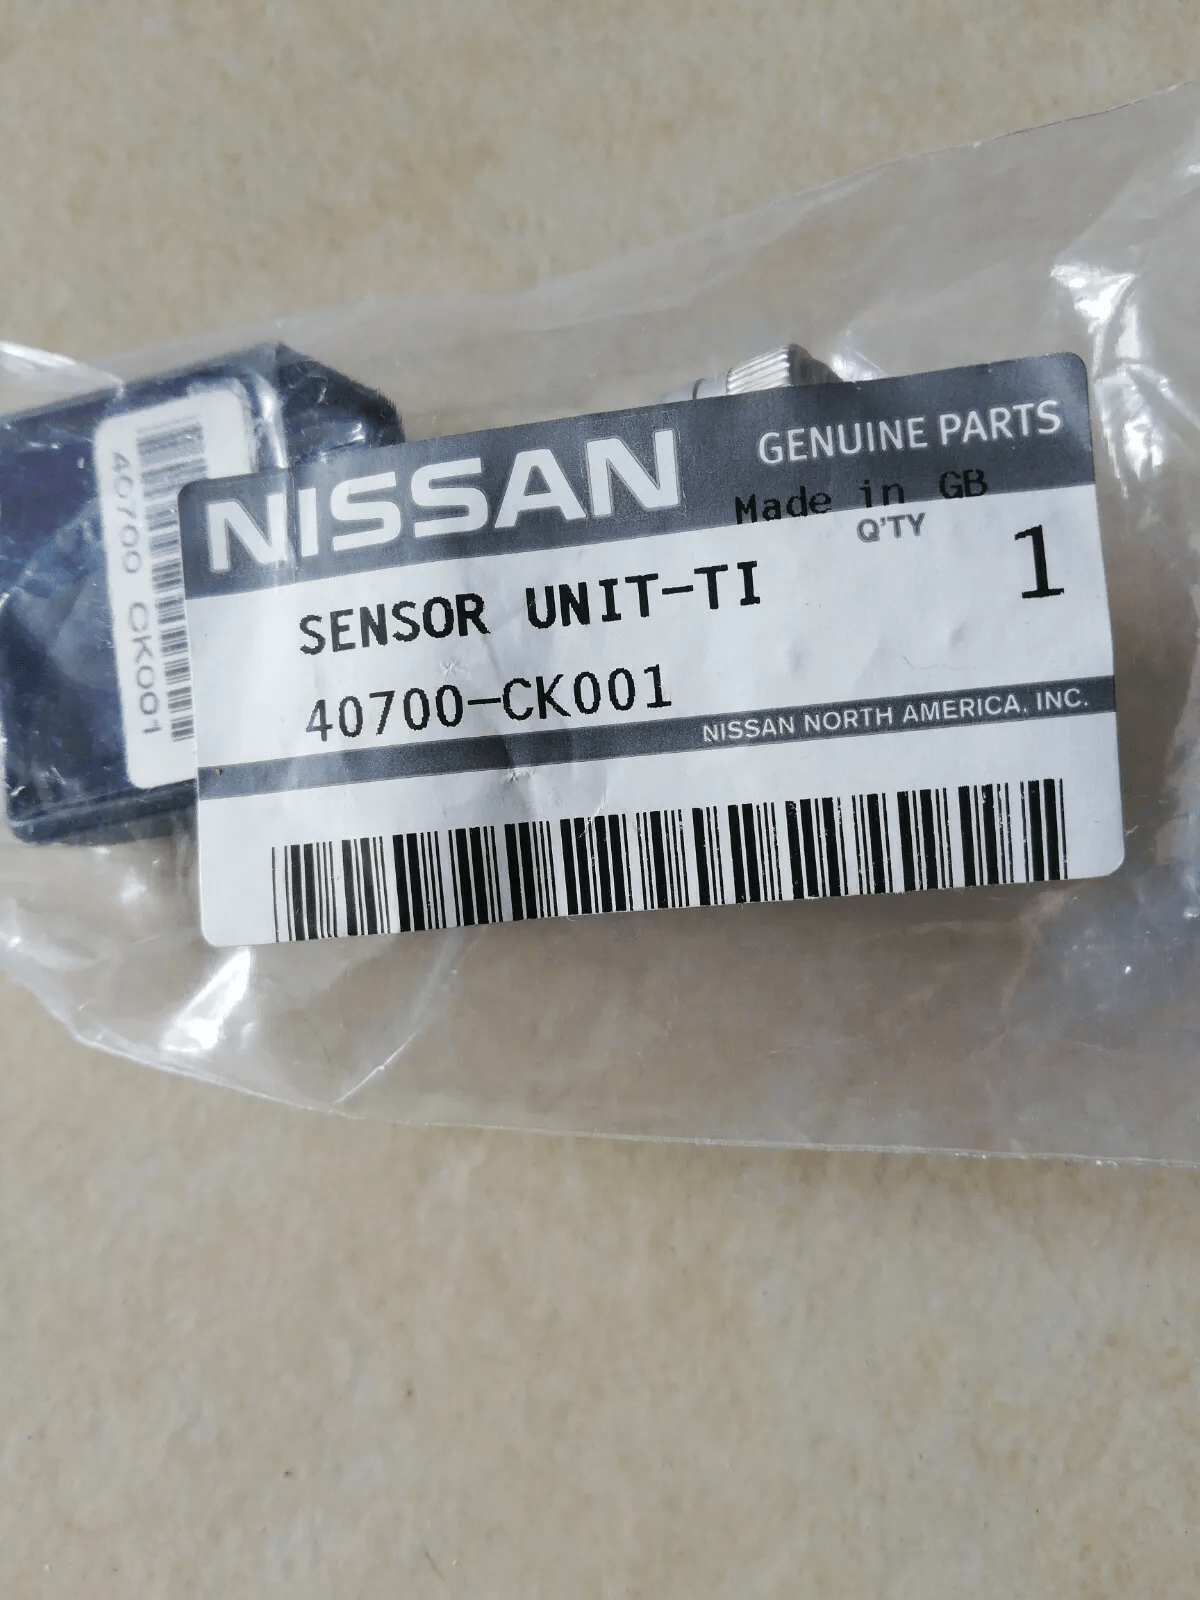 40700 CK001
NISSAN
GENUINE PARTS
Made in GB
Q'TY
1
SENSOR UNIT-TI
40700-CK001
NISSAN NORTH AMERICA, INC.